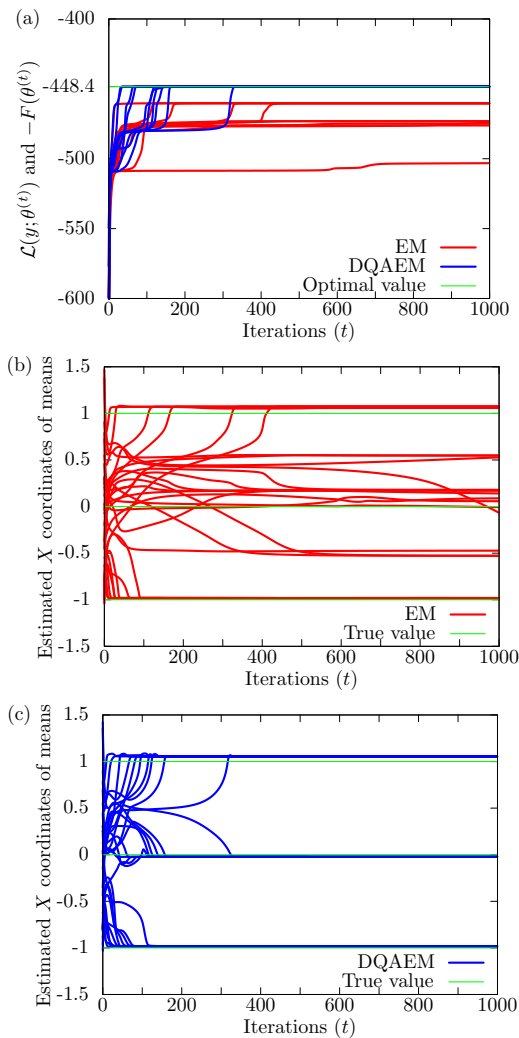 (a)
-400
-448.4
-500
-550
-600
ℒ(y;θ^(t)) and −F(θ^(t))
EM
DQAEM
Optimal value
0 200 400 600 800 1000
Iterations (t)
(b)
1.5
1
0.5
0
-0.5
-1
-1.5
Estimated X coordinates of means
EM
True value
0 200 400 600 800 1000
Iterations (t)
(c)
1.5
1
0.5
0
-0.5
-1
-1.5
Estimated X coordinates of means
DQAEM
True value
0 200 400 600 800 1000
Iterations (t)